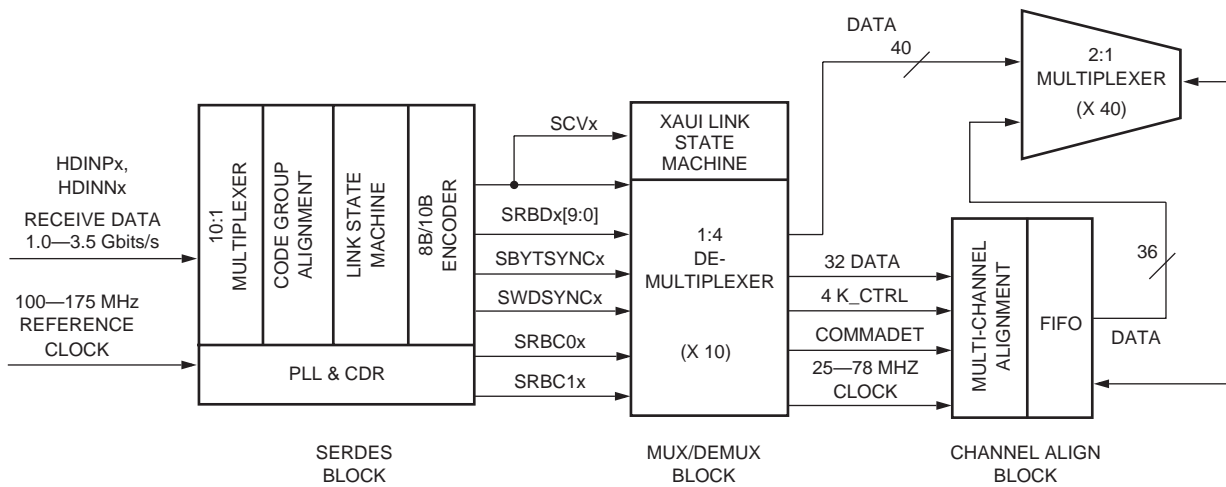 HDINPx,
HDINNx
RECEIVE DATA
1.0—3.5 Gbits/s
100—175 MHz
REFERENCE
CLOCK
10:1
MULTIPLEXER
CODE GROUP
ALIGNMENT
LINK STATE
MACHINE
8B/10B
ENCODER
PLL & CDR
SERDES
BLOCK
SCVx
SRBDx[9:0]
SBYTSYNCx
SWDSYNCx
SRBC0x
SRBC1x
XAUI LINK
STATE
MACHINE
1:4
DE-
MULTIPLEXER
(X 10)
MUX/DEMUX
BLOCK
DATA
40
2:1
MULTIPLEXER
(X 40)
32 DATA
4 K_CTRL
COMMADET
25—78 MHZ
CLOCK
MULTI-CHANNEL
ALIGNMENT
FIFO
36
DATA
CHANNEL ALIGN
BLOCK